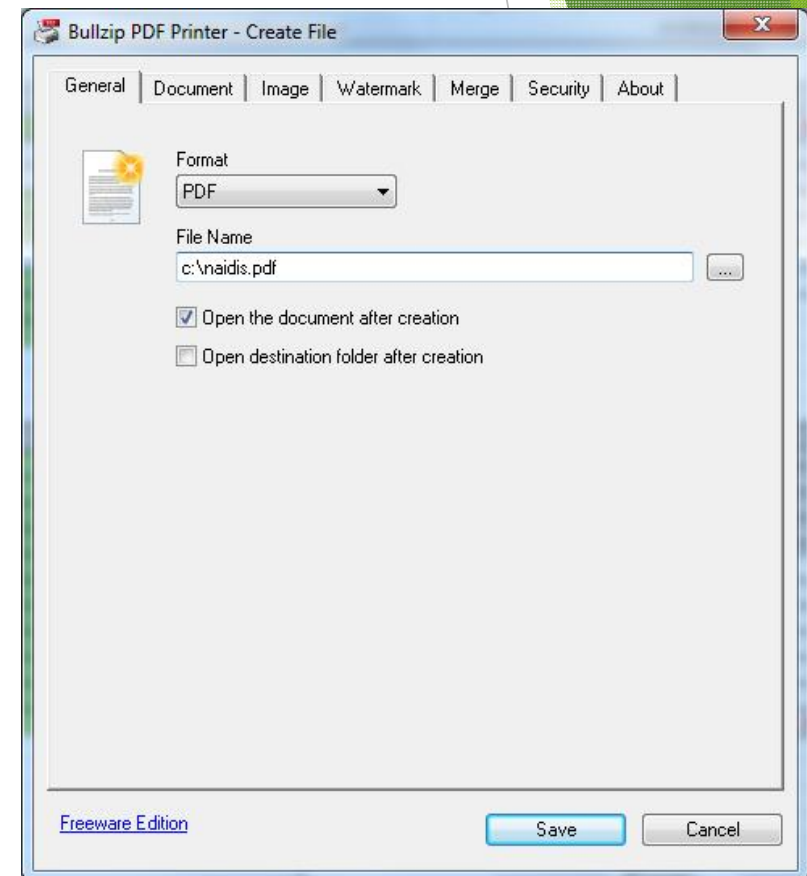 Bullzip PDF Printer - Create File
General Document Image Watermark Merge Security About
Format
PDF
File Name
c:\naidis.pdf
...
Open the document after creation
Open destination folder after creation
Freeware Edition Save Cancel